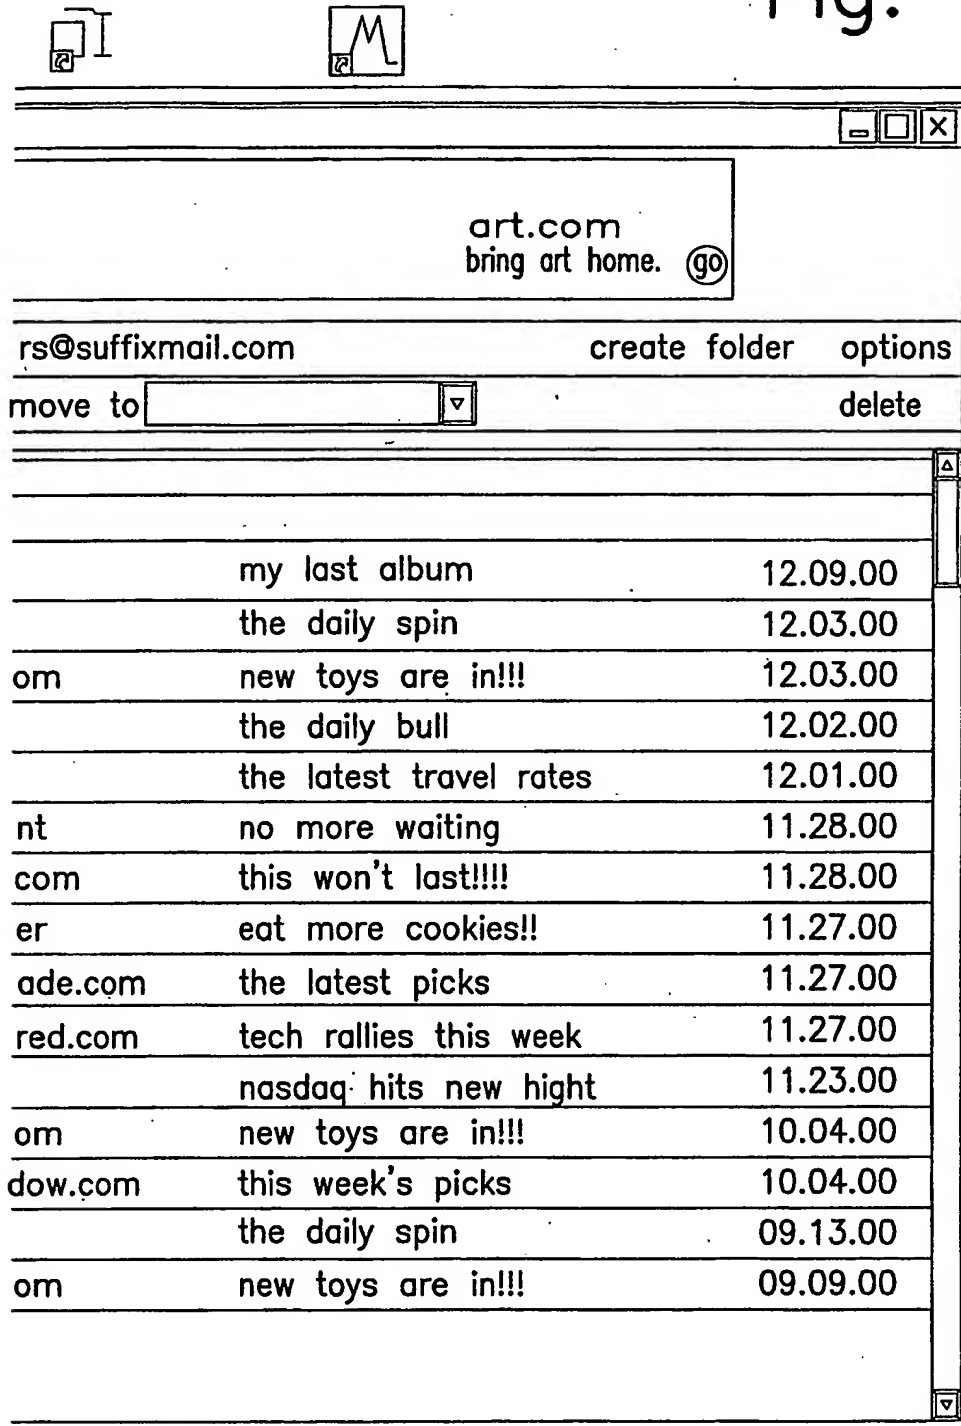 Fig.
M
art.com
bring art home. go
rs@suffixmail.com create folder options
move to delete
my last album 12.09.00
the daily spin 12.03.00
om new toys are in!!! 12.03.00
the daily bull 12.02.00
the latest travel rates 12.01.00
nt no more waiting 11.28.00
com this won't last!!!! 11.28.00
er eat more cookies!! 11.27.00
ade.com the latest picks 11.27.00
red.com tech rallies this week 11.27.00
nasdaq hits new hight 11.23.00
om new toys are in!!! 10.04.00
dow.com this week's picks 10.04.00
the daily spin 09.13.00
om new toys are in!!! 09.09.00